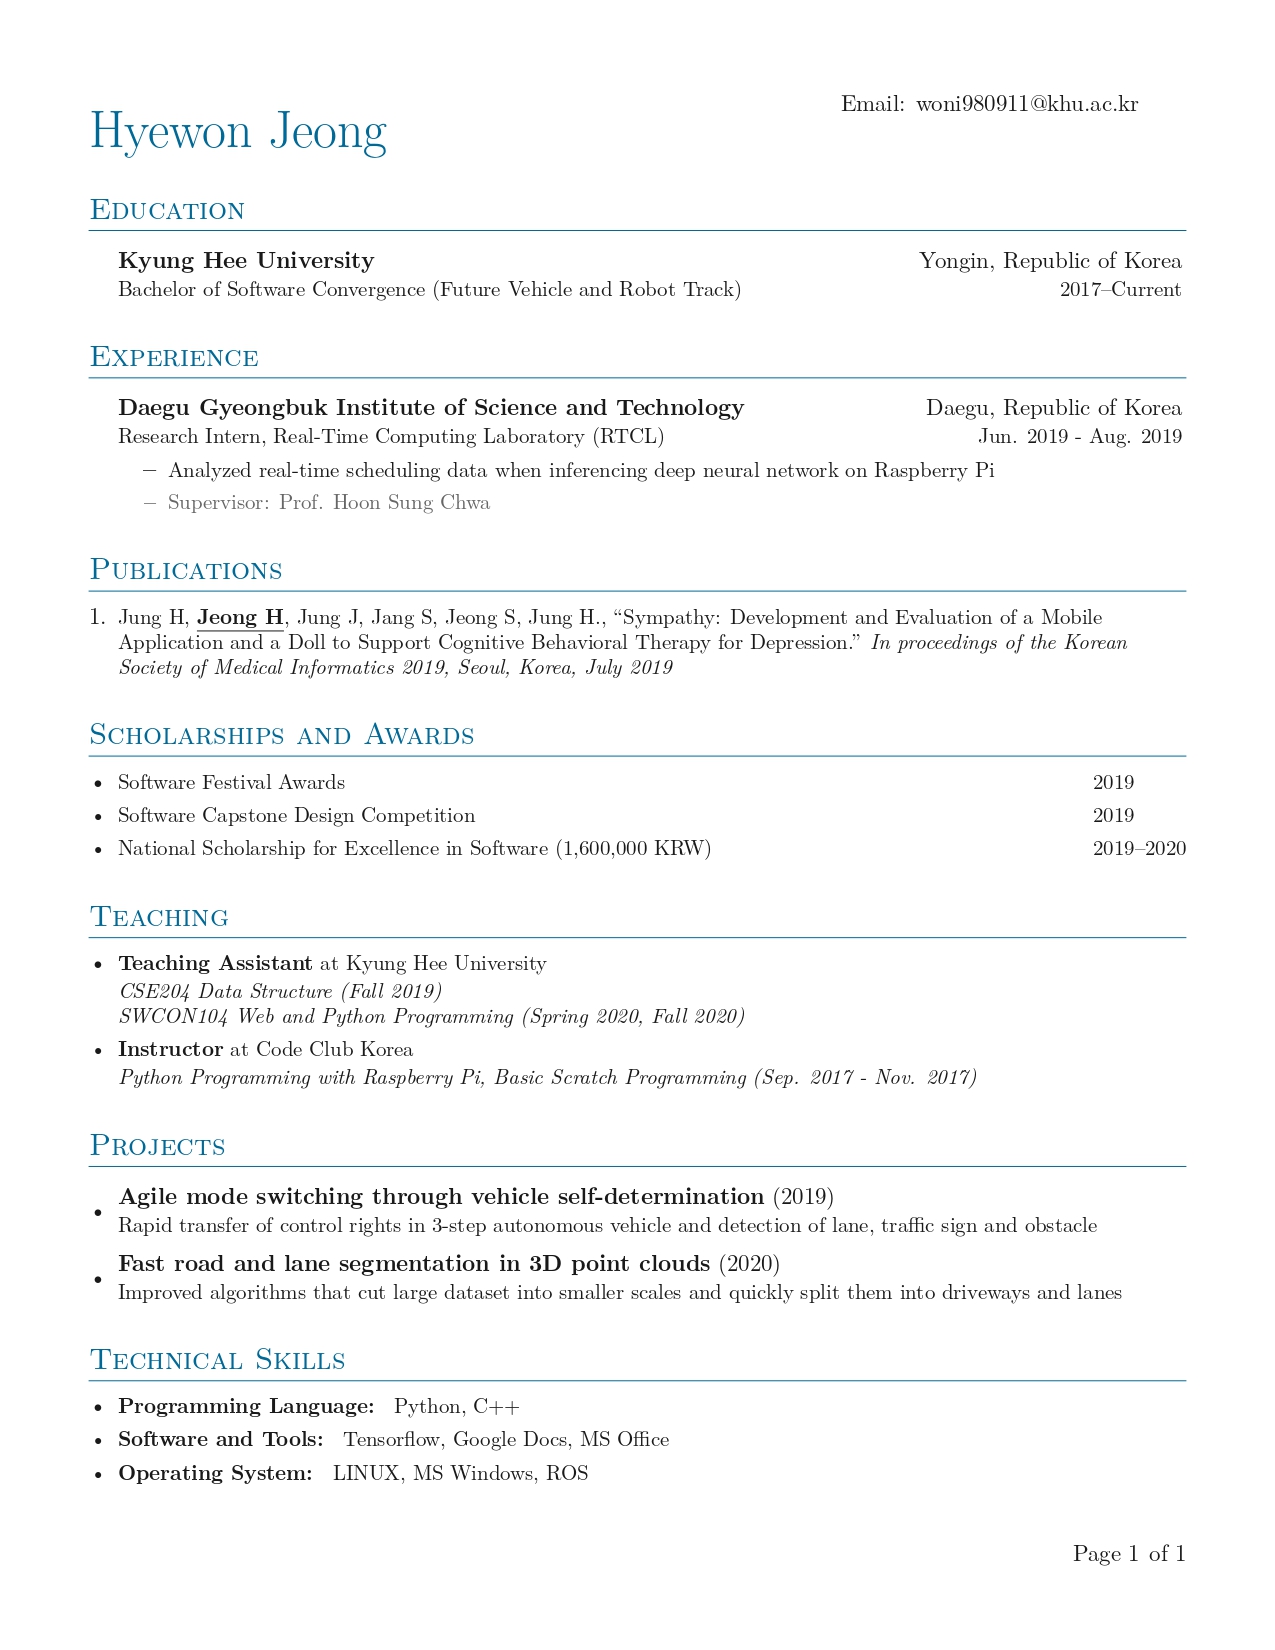 Email: woni980911@khu.ac.kr
Hyewon Jeong
Education
Kyung Hee University Yongin, Republic of Korea
Bachelor of Software Convergence (Future Vehicle and Robot Track) 2017–Current
Experience
Daegu Gyeongbuk Institute of Science and Technology Daegu, Republic of Korea
Research Intern, Real-Time Computing Laboratory (RTCL) Jun. 2019 - Aug. 2019
– Analyzed real-time scheduling data when inferencing deep neural network on Raspberry Pi
– Supervisor: Prof. Hoon Sung Chwa
Publications
1. Jung H, Jeong H, Jung J, Jang S, Jeong S, Jung H., “Sympathy: Development and Evaluation of a Mobile
Application and a Doll to Support Cognitive Behavioral Therapy for Depression.” In proceedings of the Korean
Society of Medical Informatics 2019, Seoul, Korea, July 2019
Scholarships and Awards
• Software Festival Awards 2019
• Software Capstone Design Competition 2019
• National Scholarship for Excellence in Software (1,600,000 KRW) 2019–2020
Teaching
• Teaching Assistant at Kyung Hee University
CSE204 Data Structure (Fall 2019)
SWCON104 Web and Python Programming (Spring 2020, Fall 2020)
• Instructor at Code Club Korea
Python Programming with Raspberry Pi, Basic Scratch Programming (Sep. 2017 - Nov. 2017)
Projects
• Agile mode switching through vehicle self-determination (2019)
Rapid transfer of control rights in 3-step autonomous vehicle and detection of lane, traffic sign and obstacle
• Fast road and lane segmentation in 3D point clouds (2020)
Improved algorithms that cut large dataset into smaller scales and quickly split them into driveways and lanes
Technical Skills
• Programming Language: Python, C++
• Software and Tools: Tensorflow, Google Docs, MS Office
• Operating System: LINUX, MS Windows, ROS
Page 1 of 1